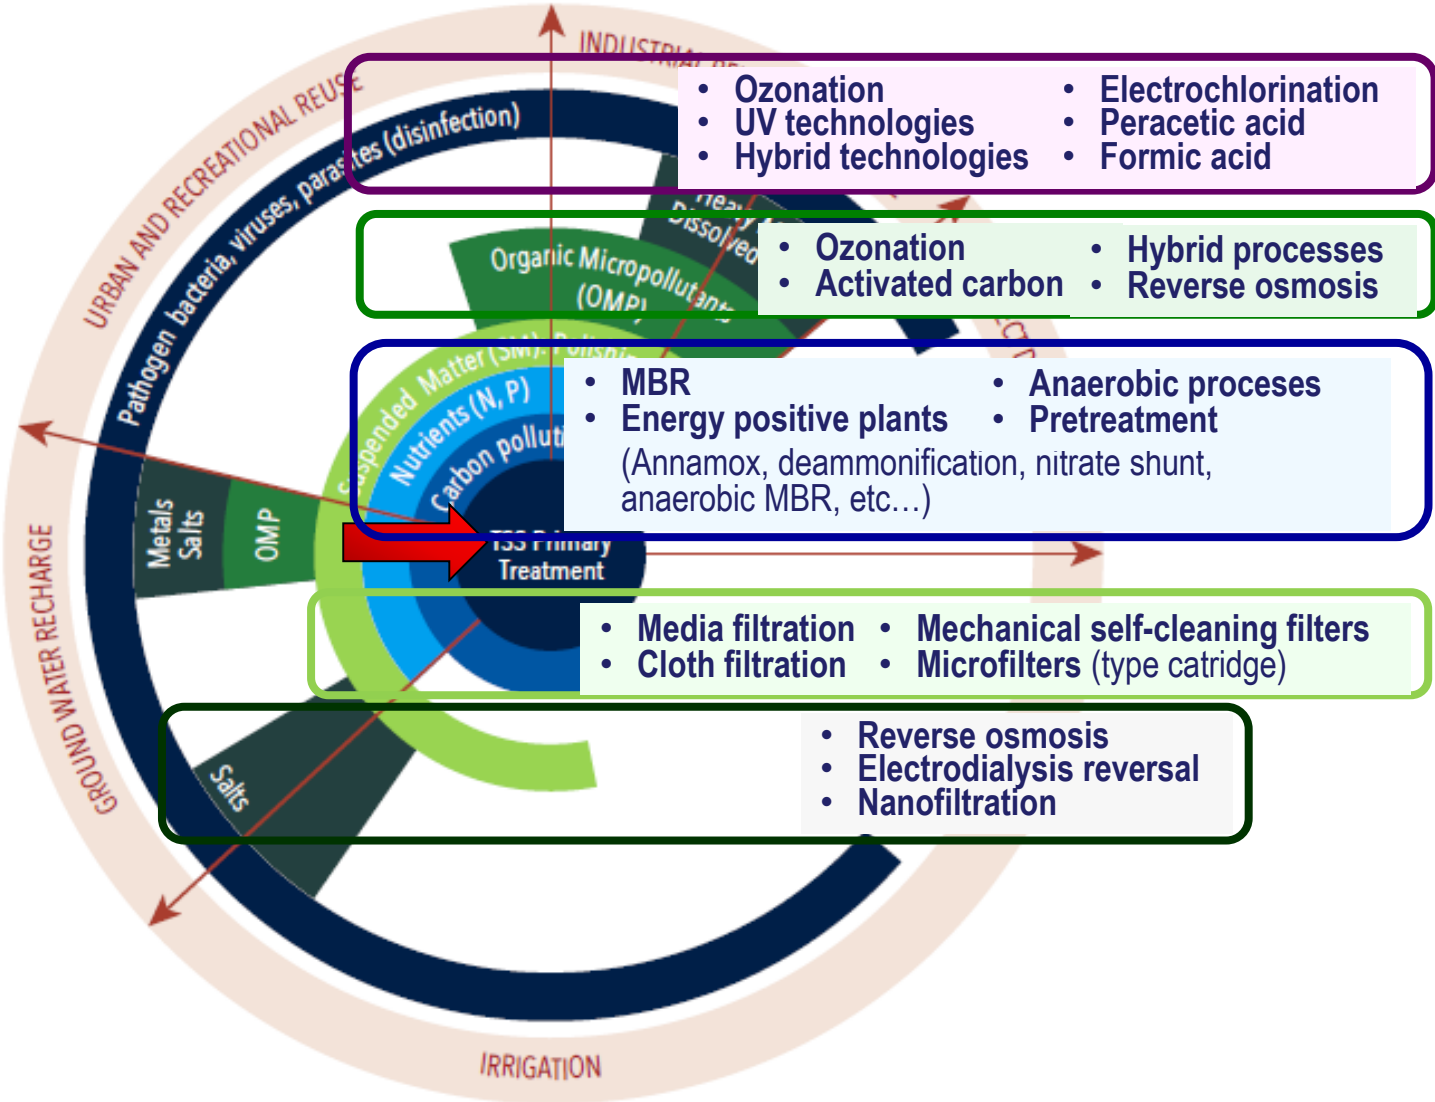 INDUSTRIAL
URBAN AND RECREATIONAL REUSE
Pathogen bacteria, viruses, parasites (disinfection)
• Ozonation
• UV technologies
• Hybrid technologies
• Electrochlorination
• Peracetic acid
• Formic acid
Heavy
Dissolved
Organic Micropollutants
(OMP)
• Ozonation
• Activated carbon
• Hybrid processes
• Reverse osmosis
Suspended Matter (SM):
Nutrients (N, P)
Carbon
• MBR
• Energy positive plants
(Annamox, deammonification, nitrate shunt,
anaerobic MBR, etc…)
• Anaerobic proceses
• Pretreatment
Metals
Salts
OMP
TSS Primary
Treatment
GROUND WATER RECHARGE
• Media filtration
• Cloth filtration
• Mechanical self-cleaning filters
• Microfilters (type catridge)
Salts
• Reverse osmosis
• Electrodialysis reversal
• Nanofiltration
IRRIGATION